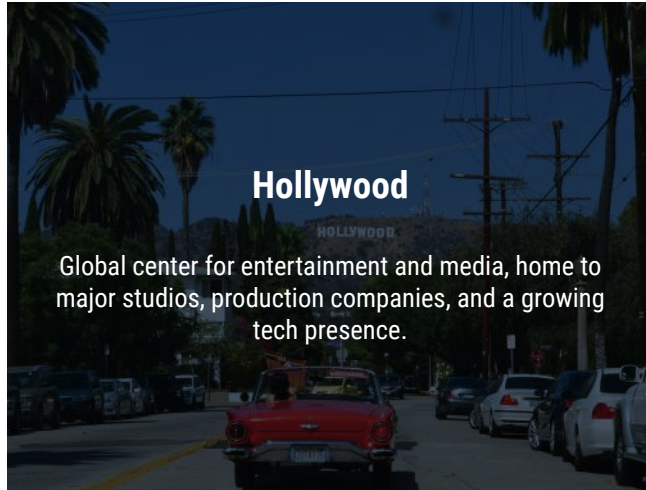 Hollywood
HOLLYWOOD
Global center for entertainment and media, home to
major studios, production companies, and a growing
tech presence.